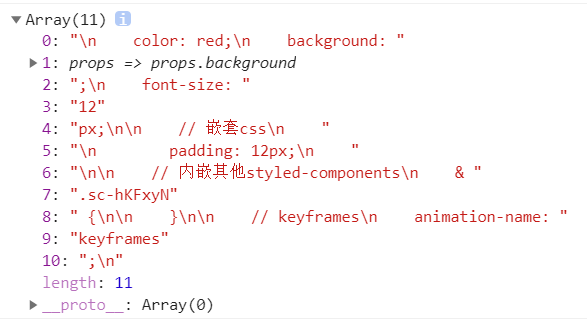 ▼Array(11) i
0: "\n    color: red;\n    background: "
▶1: props => props.background
2: ";\n    font-size: "
3: "12"
4: "px;\n\n    // 嵌套css\n    "
5: "\n        padding: 12px;\n    "
6: "\n\n    // 内嵌其他styled-components\n    & "
7: ".sc-hKFxyN"
8: " {\n\n    }\n\n    // keyframes\n    animation-name: "
9: "keyframes"
10: ";\n"
length: 11
▶__proto__: Array(0)